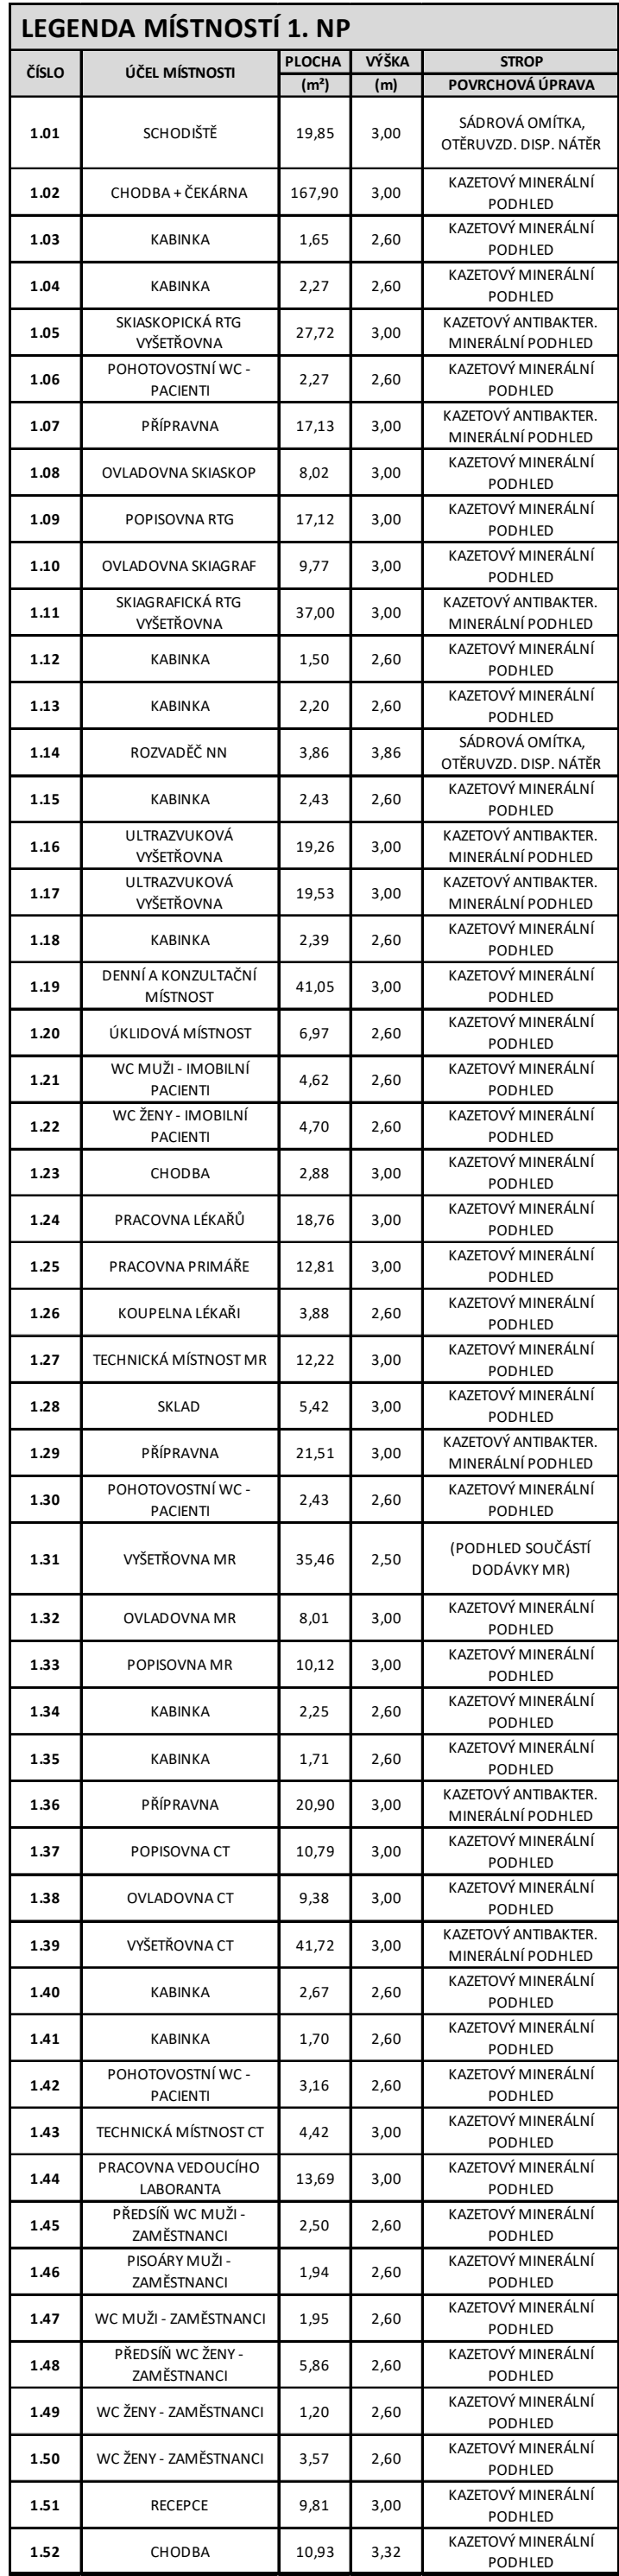 LEGENDA MÍSTNOSTÍ 1. NP
ČÍSLO ÚČEL MÍSTNOSTI PLOCHA VÝŠKA STROP
(m²) (m) POVRCHOVÁ ÚPRAVA
1.01 SCHODIŠTĚ 19,85 3,00 SÁDROVÁ OMÍTKA,
OTĚRUVZD. DISP. NÁTĚR
1.02 CHODBA + ČEKÁRNA 167,90 3,00 KAZETOVÝ MINERÁLNÍ
PODHLED
1.03 KABINKA 1,65 2,60 KAZETOVÝ MINERÁLNÍ
PODHLED
1.04 KABINKA 2,27 2,60 KAZETOVÝ MINERÁLNÍ
PODHLED
1.05 SKIASKOPICKÁ RTG 27,72 3,00 KAZETOVÝ ANTIBAKTER.
VYŠETŘOVNA MINERÁLNÍ PODHLED
1.06 POHOTOVOSTNÍ WC - 2,27 2,60 KAZETOVÝ MINERÁLNÍ
PACIENTI PODHLED
1.07 PŘÍPRAVNA 17,13 3,00 KAZETOVÝ ANTIBAKTER.
MINERÁLNÍ PODHLED
1.08 OVLADOVNA SKIASKOP 8,02 3,00 KAZETOVÝ MINERÁLNÍ
PODHLED
1.09 POPISOVNA RTG 17,12 3,00 KAZETOVÝ MINERÁLNÍ
PODHLED
1.10 OVLADOVNA SKIAGRAF 9,77 3,00 KAZETOVÝ MINERÁLNÍ
PODHLED
1.11 SKIAGRAFICKÁ RTG 37,00 3,00 KAZETOVÝ ANTIBAKTER.
VYŠETŘOVNA MINERÁLNÍ PODHLED
1.12 KABINKA 1,50 2,60 KAZETOVÝ MINERÁLNÍ
PODHLED
1.13 KABINKA 2,20 2,60 KAZETOVÝ MINERÁLNÍ
PODHLED
1.14 ROZVADĚČ NN 3,86 3,86 SÁDROVÁ OMÍTKA,
OTĚRUVZD. DISP. NÁTĚR
1.15 KABINKA 2,43 2,60 KAZETOVÝ MINERÁLNÍ
PODHLED
1.16 ULTRAZVUKOVÁ 19,26 3,00 KAZETOVÝ ANTIBAKTER.
VYŠETŘOVNA MINERÁLNÍ PODHLED
1.17 ULTRAZVUKOVÁ 19,53 3,00 KAZETOVÝ ANTIBAKTER.
VYŠETŘOVNA MINERÁLNÍ PODHLED
1.18 KABINKA 2,39 2,60 KAZETOVÝ MINERÁLNÍ
PODHLED
1.19 DENNÍ A KONZULTAČNÍ 41,05 3,00 KAZETOVÝ MINERÁLNÍ
MÍSTNOST PODHLED
1.20 ÚKLIDOVÁ MÍSTNOST 6,97 2,60 KAZETOVÝ MINERÁLNÍ
PODHLED
1.21 WC MUŽI - IMOBILNÍ 4,62 2,60 KAZETOVÝ MINERÁLNÍ
PACIENTI PODHLED
1.22 WC ŽENY - IMOBILNÍ 4,70 2,60 KAZETOVÝ MINERÁLNÍ
PACIENTI PODHLED
1.23 CHODBA 2,88 3,00 KAZETOVÝ MINERÁLNÍ
PODHLED
1.24 PRACOVNA LÉKAŘŮ 18,76 3,00 KAZETOVÝ MINERÁLNÍ
PODHLED
1.25 PRACOVNA PRIMÁŘE 12,81 3,00 KAZETOVÝ MINERÁLNÍ
PODHLED
1.26 KOUPELNA LÉKAŘI 3,88 2,60 KAZETOVÝ MINERÁLNÍ
PODHLED
1.27 TECHNICKÁ MÍSTNOST MR 12,22 3,00 KAZETOVÝ MINERÁLNÍ
PODHLED
1.28 SKLAD 5,42 3,00 KAZETOVÝ MINERÁLNÍ
PODHLED
1.29 PŘÍPRAVNA 21,51 3,00 KAZETOVÝ ANTIBAKTER.
MINERÁLNÍ PODHLED
1.30 POHOTOVOSTNÍ WC - 2,43 2,60 KAZETOVÝ MINERÁLNÍ
PACIENTI PODHLED
1.31 VYŠETŘOVNA MR 35,46 2,50 (PODHLED SOUČÁSTÍ
DODÁVKY MR)
1.32 OVLADOVNA MR 8,01 3,00 KAZETOVÝ MINERÁLNÍ
PODHLED
1.33 POPISOVNA MR 10,12 3,00 KAZETOVÝ MINERÁLNÍ
PODHLED
1.34 KABINKA 2,25 2,60 KAZETOVÝ MINERÁLNÍ
PODHLED
1.35 KABINKA 1,71 2,60 KAZETOVÝ MINERÁLNÍ
PODHLED
1.36 PŘÍPRAVNA 20,90 3,00 KAZETOVÝ ANTIBAKTER.
MINERÁLNÍ PODHLED
1.37 POPISOVNA CT 10,79 3,00 KAZETOVÝ MINERÁLNÍ
PODHLED
1.38 OVLADOVNA CT 9,38 3,00 KAZETOVÝ MINERÁLNÍ
PODHLED
1.39 VYŠETŘOVNA CT 41,72 3,00 KAZETOVÝ ANTIBAKTER.
MINERÁLNÍ PODHLED
1.40 KABINKA 2,67 2,60 KAZETOVÝ MINERÁLNÍ
PODHLED
1.41 KABINKA 1,70 2,60 KAZETOVÝ MINERÁLNÍ
PODHLED
1.42 POHOTOVOSTNÍ WC - 3,16 2,60 KAZETOVÝ MINERÁLNÍ
PACIENTI PODHLED
1.43 TECHNICKÁ MÍSTNOST CT 4,42 3,00 KAZETOVÝ MINERÁLNÍ
PODHLED
1.44 PRACOVNA VEDOUCÍHO 13,69 3,00 KAZETOVÝ MINERÁLNÍ
LABORANTA PODHLED
1.45 PŘEDSÍŇ WC MUŽI - 2,50 2,60 KAZETOVÝ MINERÁLNÍ
ZAMĚSTNANCI PODHLED
1.46 PISOÁRY MUŽI - 1,94 2,60 KAZETOVÝ MINERÁLNÍ
ZAMĚSTNANCI PODHLED
1.47 WC MUŽI - ZAMĚSTNANCI 1,95 2,60 KAZETOVÝ MINERÁLNÍ
PODHLED
1.48 PŘEDSÍŇ WC ŽENY - 5,86 2,60 KAZETOVÝ MINERÁLNÍ
ZAMĚSTNANCI PODHLED
1.49 WC ŽENY - ZAMĚSTNANCI 1,20 2,60 KAZETOVÝ MINERÁLNÍ
PODHLED
1.50 WC ŽENY - ZAMĚSTNANCI 3,57 2,60 KAZETOVÝ MINERÁLNÍ
PODHLED
1.51 RECEPCE 9,81 3,00 KAZETOVÝ MINERÁLNÍ
PODHLED
1.52 CHODBA 10,93 3,32 KAZETOVÝ MINERÁLNÍ
PODHLED